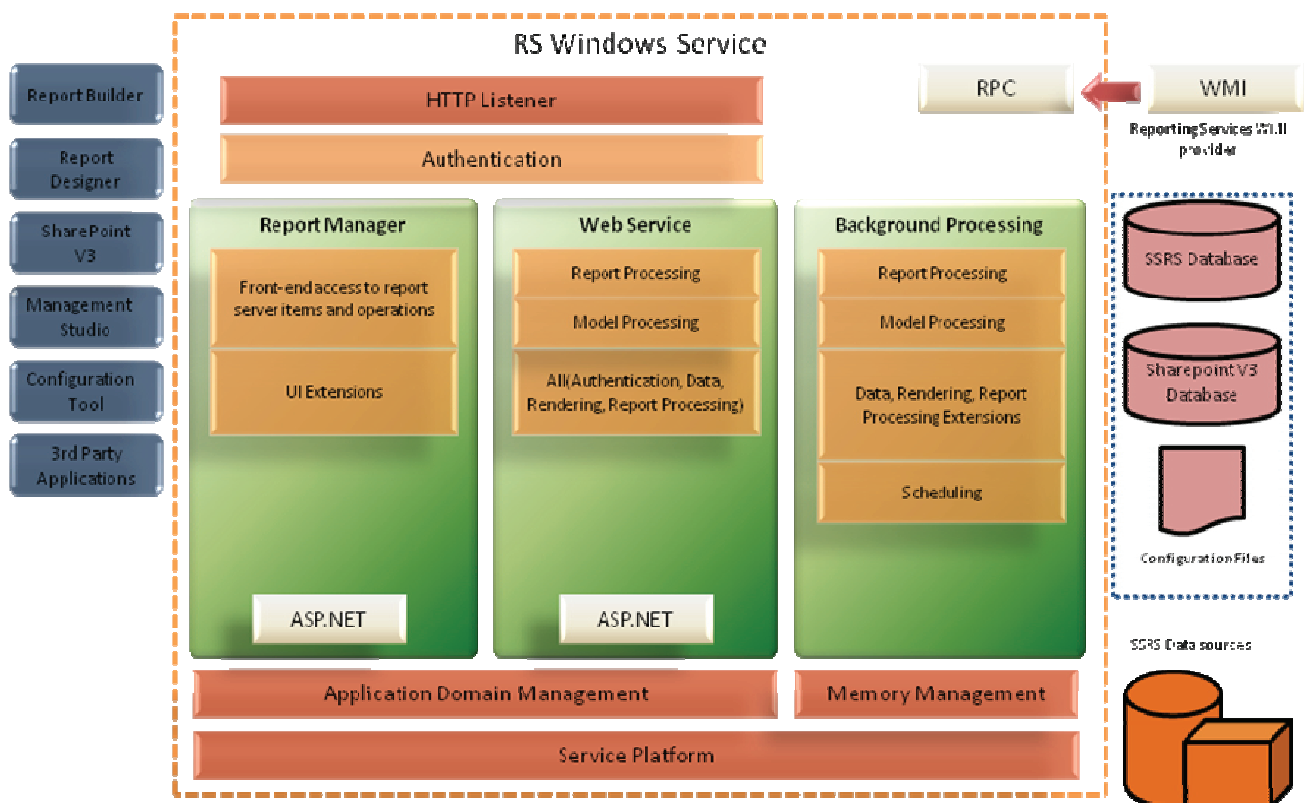 RS Windows Service
Report Builder
Report
Designer
SharePoint
V3
Management
Studio
Configuration
Tool
3rd Party
Applications
HTTP Listener
Authentication
RPC
WMI
Reporting Services WMI
provider
Report Manager
Front-end access to report
server items and operations
UI Extensions
ASP.NET
Web Service
Report Processing
Model Processing
All(Authentication, Data,
Rendering, Report Processing)
ASP.NET
Background Processing
Report Processing
Model Processing
Data, Rendering, Report
Processing Extensions
Scheduling
Application Domain Management
Memory Management
Service Platform
SSRS Database
Sharepoint V3
Database
Configuration Files
SSRS Data sources